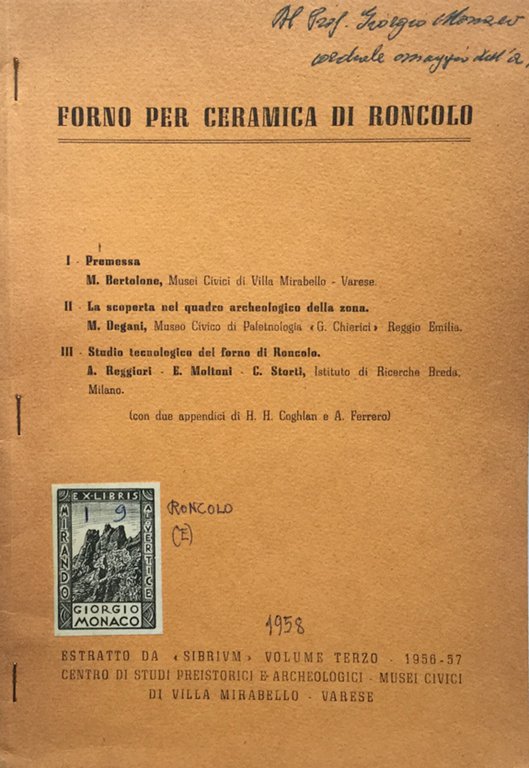 Al Prof. Giorgio Monaco
cordiale omaggio dell'a.
FORNO PER CERAMICA DI RONCOLO
I - Premessa
M. Bertolone, Musei Civici di Villa Mirabello - Varese.
II - La scoperta nel quadro archeologico della zona.
M. Degani, Museo Civico di Paletnologia «G. Chierici» Reggio Emilia.
III - Studio tecnologico del forno di Roncolo.
A. Reggiori - E. Moltoni - C. Storti, Istituto di Ricerche Breda,
Milano.
(con due appendici di H. H. Coghlan e A. Ferrero)
EX-LIBRIS
1 9
MIRANDO
AL VERTICE
GIORGIO
MONACO
RONCOLO
(E)
1958
ESTRATTO DA «SIBRIVM» VOLUME TERZO - 1956-57
CENTRO DI STUDI PREISTORICI E ARCHEOLOGICI - MUSEI CIVICI
DI VILLA MIRABELLO - VARESE